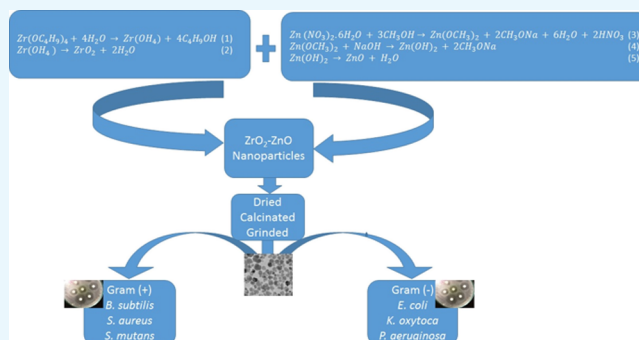 Zr(OC₄H₉)₄ + 4H₂O → Zr(OH₄) + 4C₄H₉OH (1)
Zr(OH₄) → ZrO₂ + 2H₂O (2)
+
Zn(NO₃)₂.6H₂O + 3CH₃OH → Zn(OCH₃)₂ + 2CH₃ONa + 6H₂O + 2HNO₃ (3)
Zn(OCH₃)₂ + NaOH → Zn(OH)₂ + 2CH₃ONa (4)
Zn(OH)₂ → ZnO + H₂O (5)
ZrO₂-ZnO
Nanoparticles
Dried
Calcinated
Grinded
Gram (+)
B. subtilis
S. aureus
S. mutans
Gram (-)
E. coli
K. oxytoca
P. aeruginosa